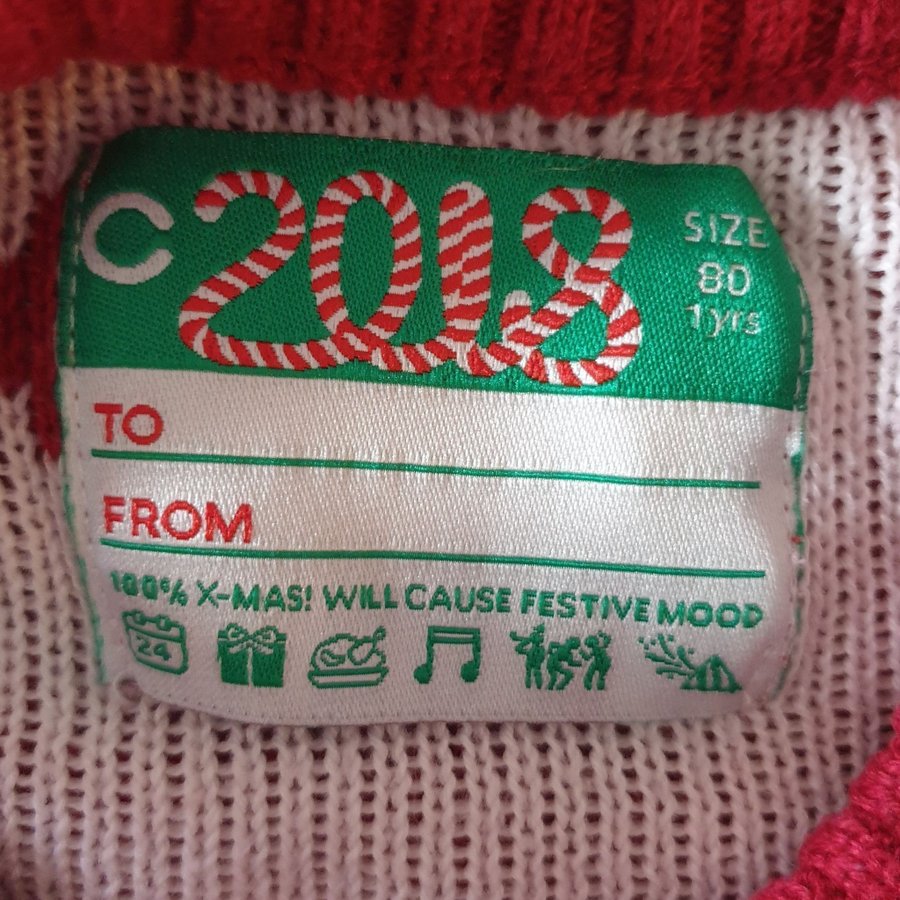 © 2018
SIZE
80
1yrs
TO
FROM
100% X-MAS! WILL CAUSE FESTIVE MOOD
24